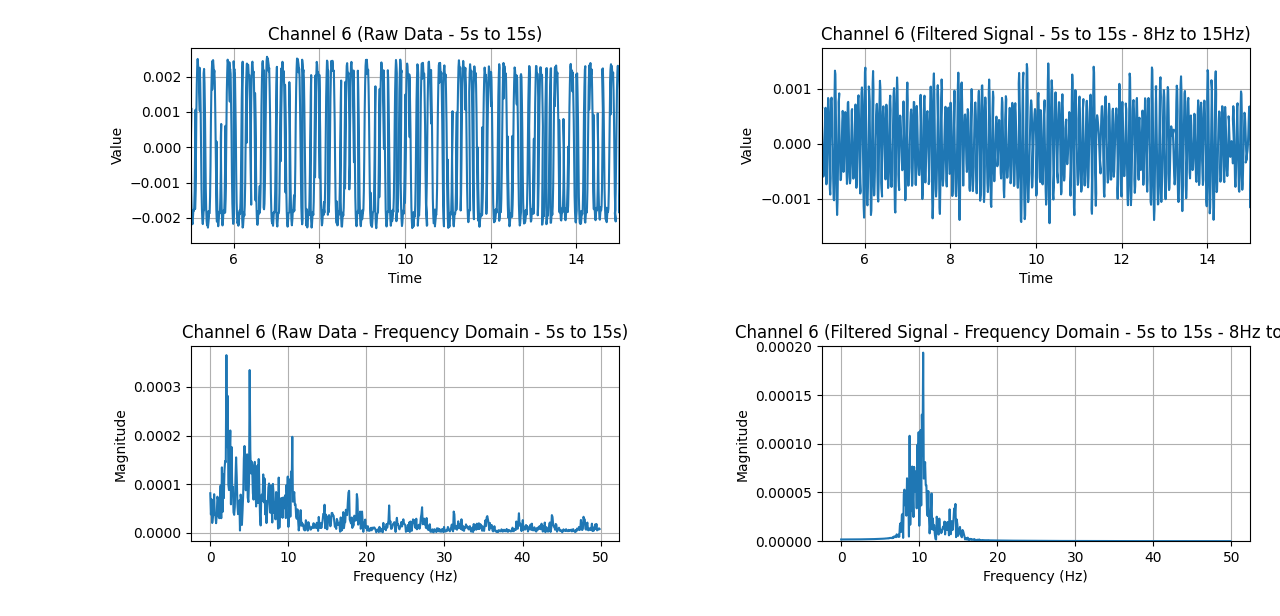 Channel 6 (Raw Data - 5s to 15s)
Value
0.002
0.001
0.000
−0.001
−0.002
6 8 10 12 14
Time
Channel 6 (Filtered Signal - 5s to 15s - 8Hz to 15Hz)
Value
0.001
0.000
−0.001
6 8 10 12 14
Time
Channel 6 (Raw Data - Frequency Domain - 5s to 15s)
Magnitude
0.0003
0.0002
0.0001
0.0000
0 10 20 30 40 50
Frequency (Hz)
Channel 6 (Filtered Signal - Frequency Domain - 5s to 15s - 8Hz to
Magnitude
0.00020
0.00015
0.00010
0.00005
0.00000
0 10 20 30 40 50
Frequency (Hz)